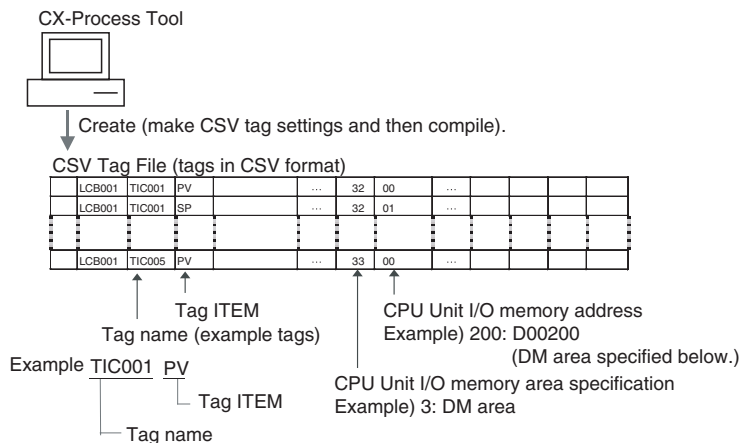 CX-Process Tool
Create (make CSV tag settings and then compile).
CSV Tag File (tags in CSV format)
LCB001 TIC001 PV ... 32 00 ...
LCB001 TIC001 SP ... 32 01 ...
LCB001 TIC005 PV ... 33 00 ...
Tag ITEM
Tag name (example tags)
CPU Unit I/O memory address
Example) 200: D00200
(DM area specified below.)
CPU Unit I/O memory area specification
Example) 3: DM area
Example TIC001 PV
Tag ITEM
Tag name